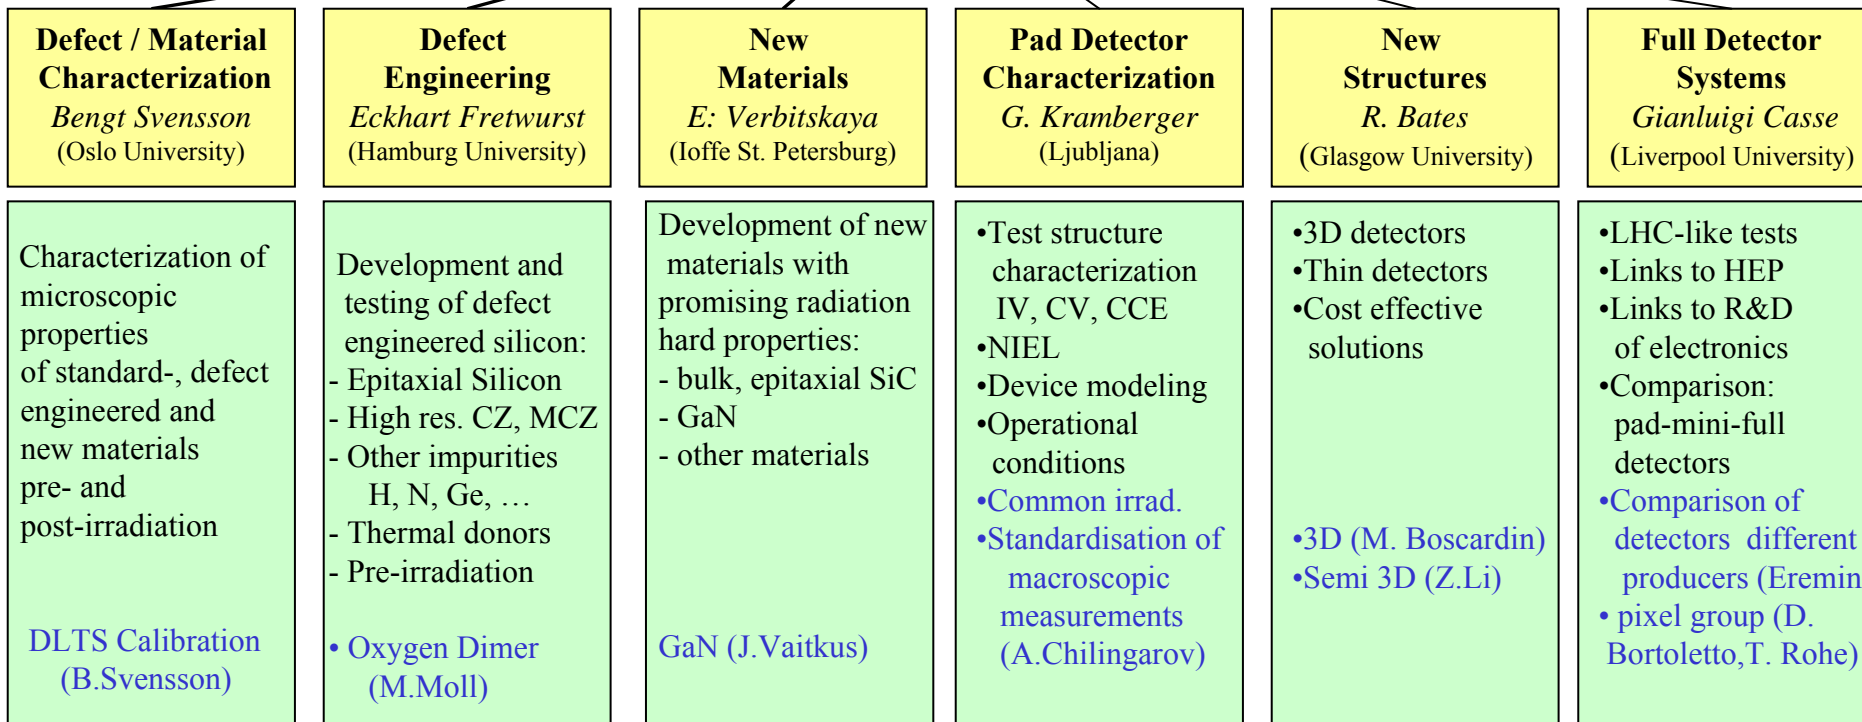 Defect / Material
Characterization
Bengt Svensson
(Oslo University)
Characterization of
microscopic
properties
of standard-, defect
engineered and
new materials
pre- and
post-irradiation
DLTS Calibration
(B.Svensson)
Defect
Engineering
Eckhart Fretwurst
(Hamburg University)
Development and
testing of defect
engineered silicon:
- Epitaxial Silicon
- High res. CZ, MCZ
- Other impurities
H, N, Ge, …
- Thermal donors
- Pre-irradiation
• Oxygen Dimer
(M.Moll)
New
Materials
E: Verbitskaya
(Ioffe St. Petersburg)
Development of new
materials with
promising radiation
hard properties:
- bulk, epitaxial SiC
- GaN
- other materials
GaN (J.Vaitkus)
Pad Detector
Characterization
G. Kramberger
(Ljubljana)
•Test structure
characterization
IV, CV, CCE
•NIEL
•Device modeling
•Operational
conditions
•Common irrad.
•Standardisation of
macroscopic
measurements
(A.Chilingarov)
New
Structures
R. Bates
(Glasgow University)
•3D detectors
•Thin detectors
•Cost effective
solutions
•3D (M. Boscardin)
•Semi 3D (Z.Li)
Full Detector
Systems
Gianluigi Casse
(Liverpool University)
•LHC-like tests
•Links to HEP
•Links to R&D
of electronics
•Comparison:
pad-mini-full
detectors
•Comparison of
detectors different
producers (Eremin
• pixel group (D.
Bortoletto,T. Rohe)